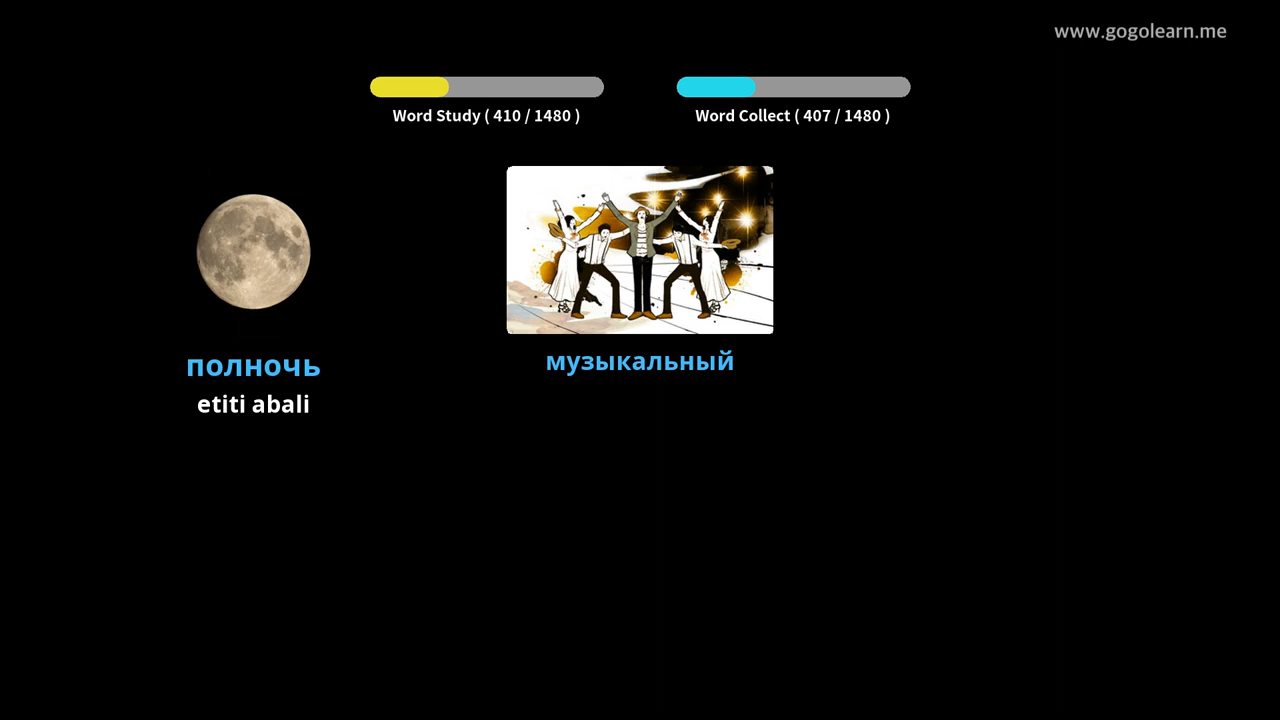 www.gogolearn.me
Word Study ( 410 / 1480 )
Word Collect ( 407 / 1480 )
полночь
etiti abali
музыкальный